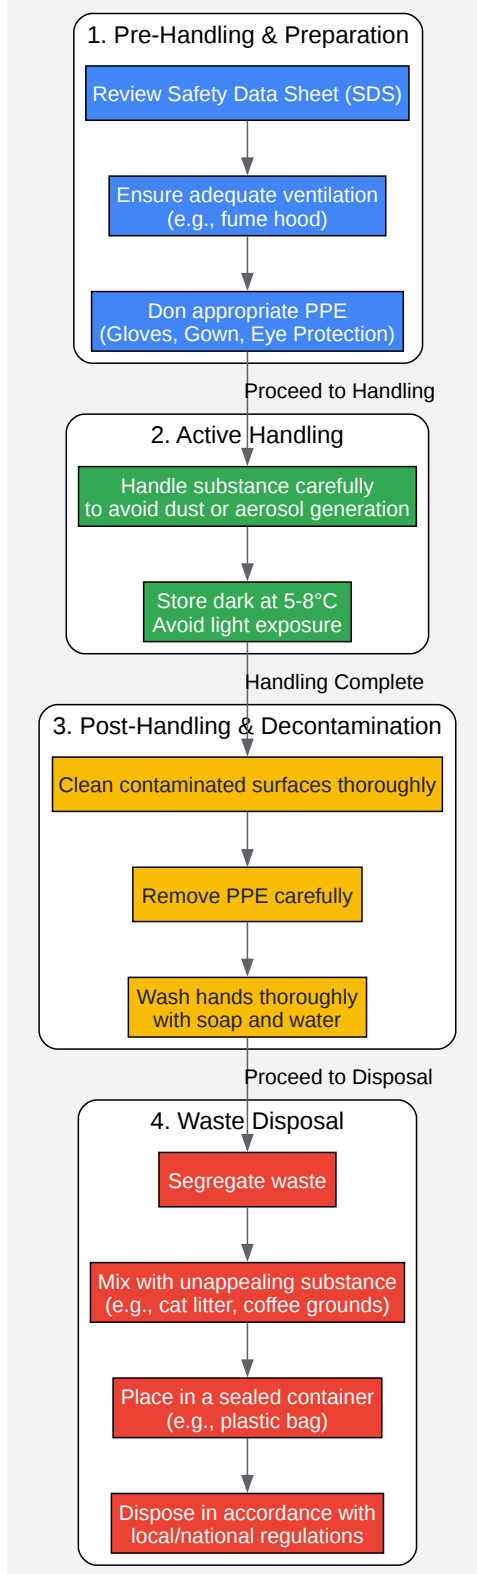 1. Pre-Handling & Preparation
Review Safety Data Sheet (SDS)
Ensure adequate ventilation
(e.g., fume hood)
Don appropriate PPE
(Gloves, Gown, Eye Protection)
Proceed to Handling
2. Active Handling
Handle substance carefully
to avoid dust or aerosol generation
Store dark at 5-8°C
Avoid light exposure
Handling Complete
3. Post-Handling & Decontamination
Clean contaminated surfaces thoroughly
Remove PPE carefully
Wash hands thoroughly
with soap and water
Proceed to Disposal
4. Waste Disposal
Segregate waste
Mix with unappealing substance
(e.g., cat litter, coffee grounds)
Place in a sealed container
(e.g., plastic bag)
Dispose in accordance with
local/national regulations